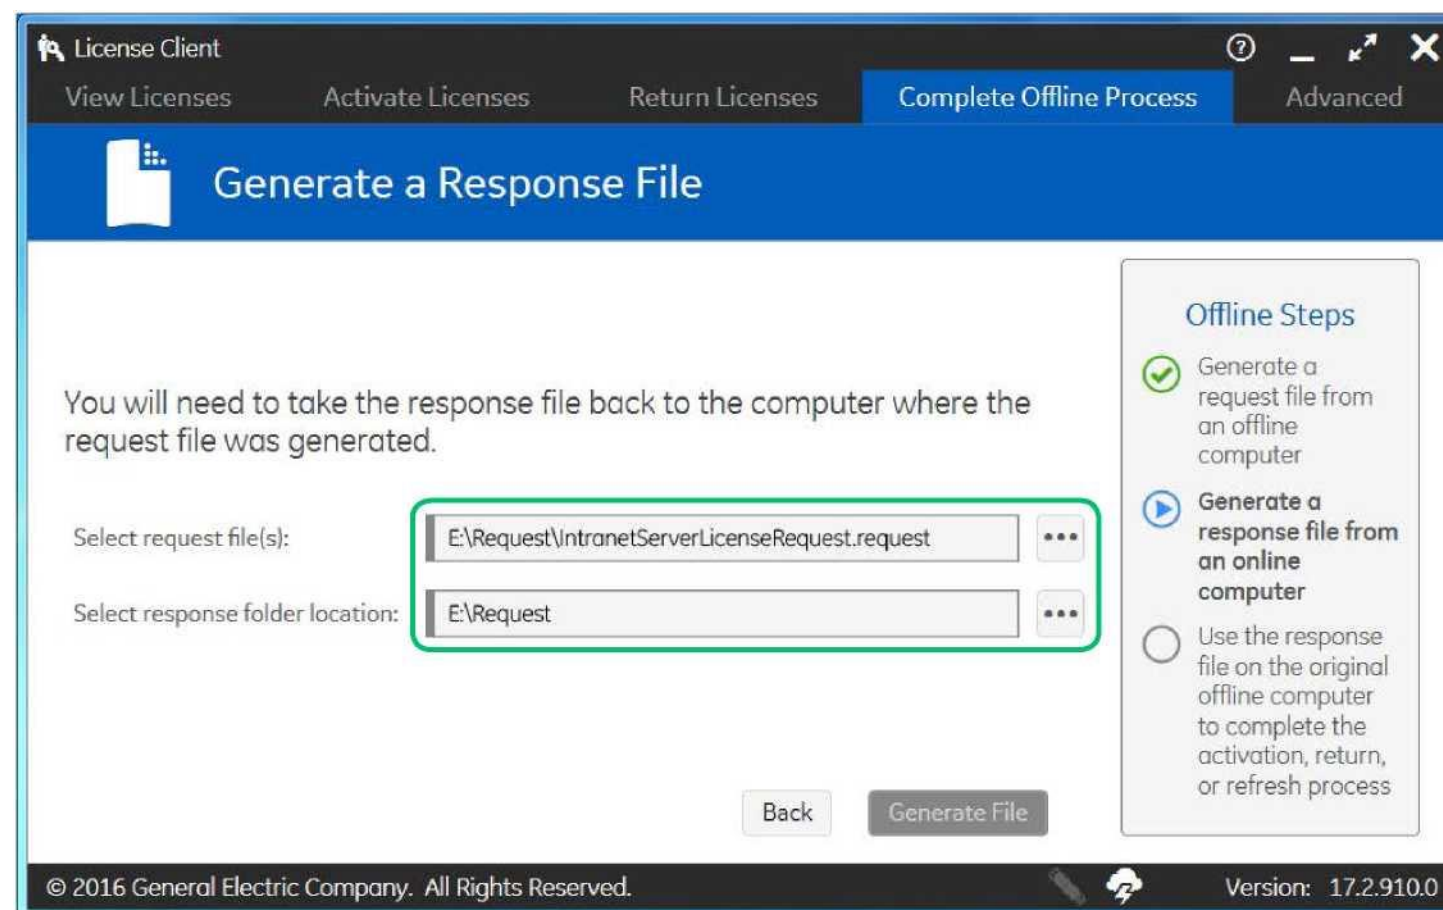 License Client
View Licenses Activate Licenses Return Licenses Complete Offline Process Advanced
Generate a Response File
You will need to take the response file back to the computer where the
request file was generated.
Select request file(s): E:\Request\IntranetServerLicenseRequest.request
Select response folder location: E:\Request
Back Generate File
Offline Steps
Generate a
request file from
an offline
computer
Generate a
response file from
an online
computer
Use the response
file on the original
offline computer
to complete the
activation, return,
or refresh process
© 2016 General Electric Company. All Rights Reserved. Version: 17.2.910.0